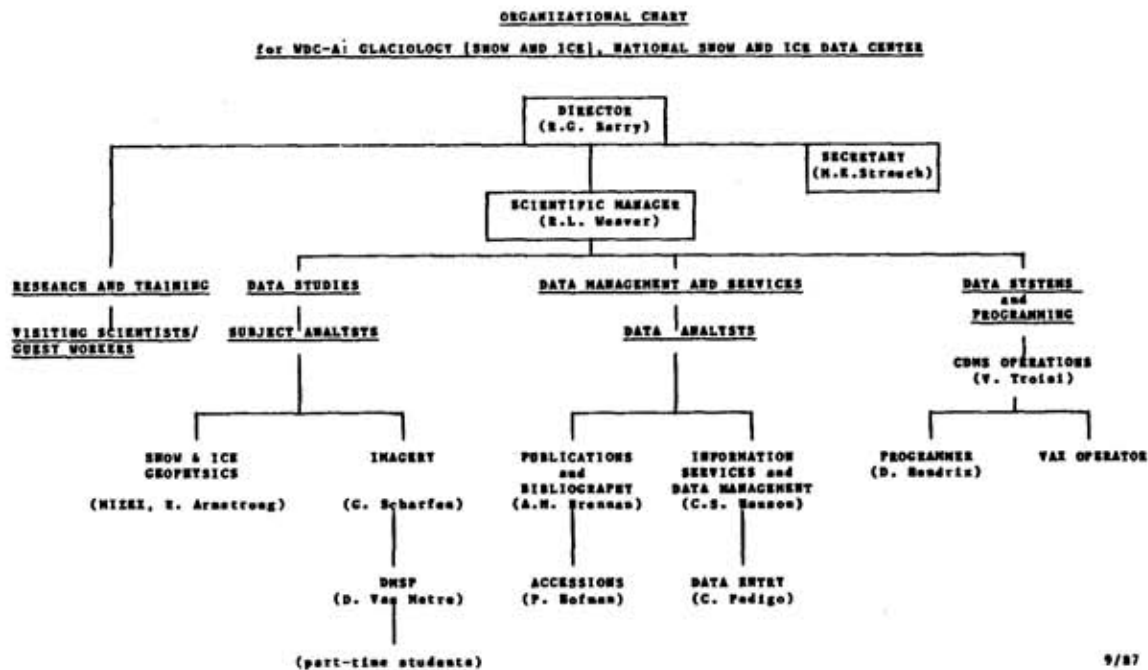 ORGANIZATIONAL CHART
for WDC-A: GLACIOLOGY [SNOW AND ICE], NATIONAL SNOW AND ICE DATA CENTER
DIRECTOR
(R.G. Barry)
SECRETARY
(M.K.Strauch)
SCIENTIFIC MANAGER
(R.L. Weaver)
RESEARCH AND TRAINING
DATA STUDIES
DATA MANAGEMENT AND SERVICES
DATA SYSTEMS
and
PROGRAMMING
VISITING SCIENTISTS/
GUEST WORKERS
SUBJECT ANALYSTS
DATA ANALYSTS
CDMS OPERATIONS
(V. Troisi)
SNOW & ICE
GEOPHYSICS
(MIZEX, R. Armstrong)
IMAGERY
(G. Scharfen)
PUBLICATIONS
and
BIBLIOGRAPHY
(A.M. Brennan)
INFORMATION
SERVICES and
DATA MANAGEMENT
(C.S. Hanson)
PROGRAMMER
(D. Hendrix)
VAX OPERATOR
DMSP
(D. Van Metre)
ACCESSIONS
(P. Hofman)
DATA ENTRY
(C. Pedigo)
(part-time students)
9/87